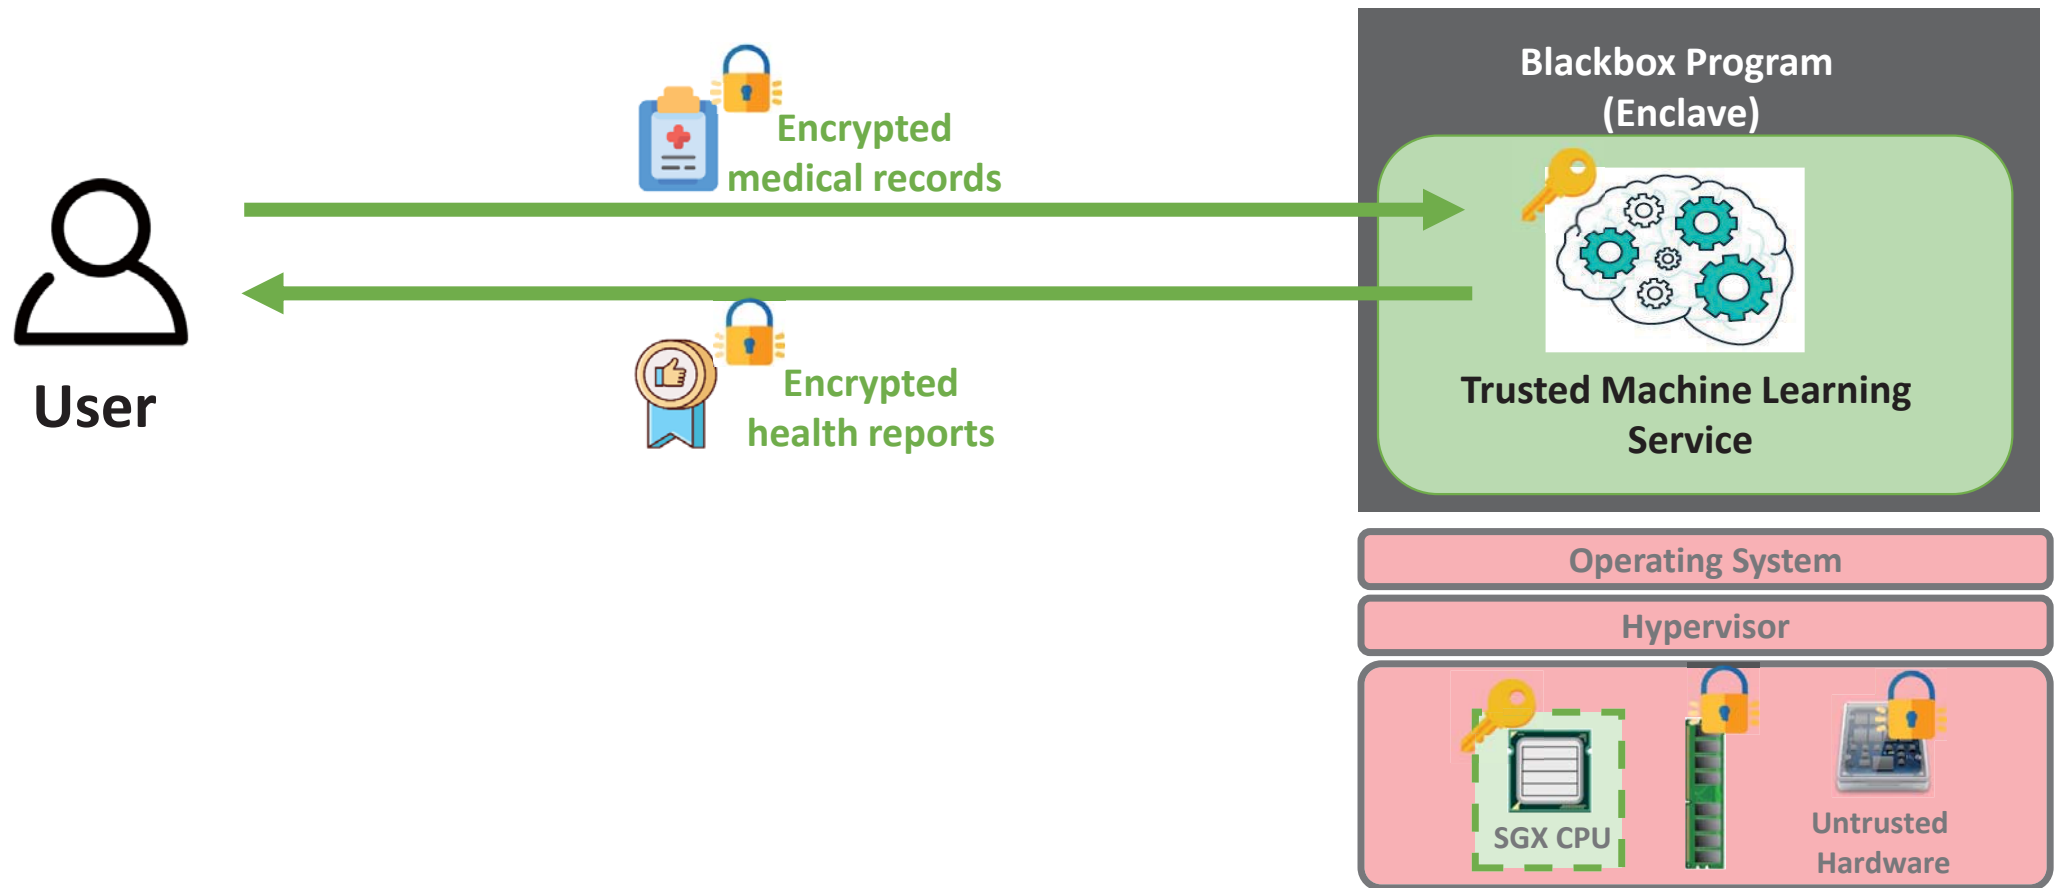 Blackbox Program
(Enclave)
Encrypted
medical records
User
Encrypted
health reports
Trusted Machine Learning
Service
Operating System
Hypervisor
SGX CPU
Untrusted
Hardware